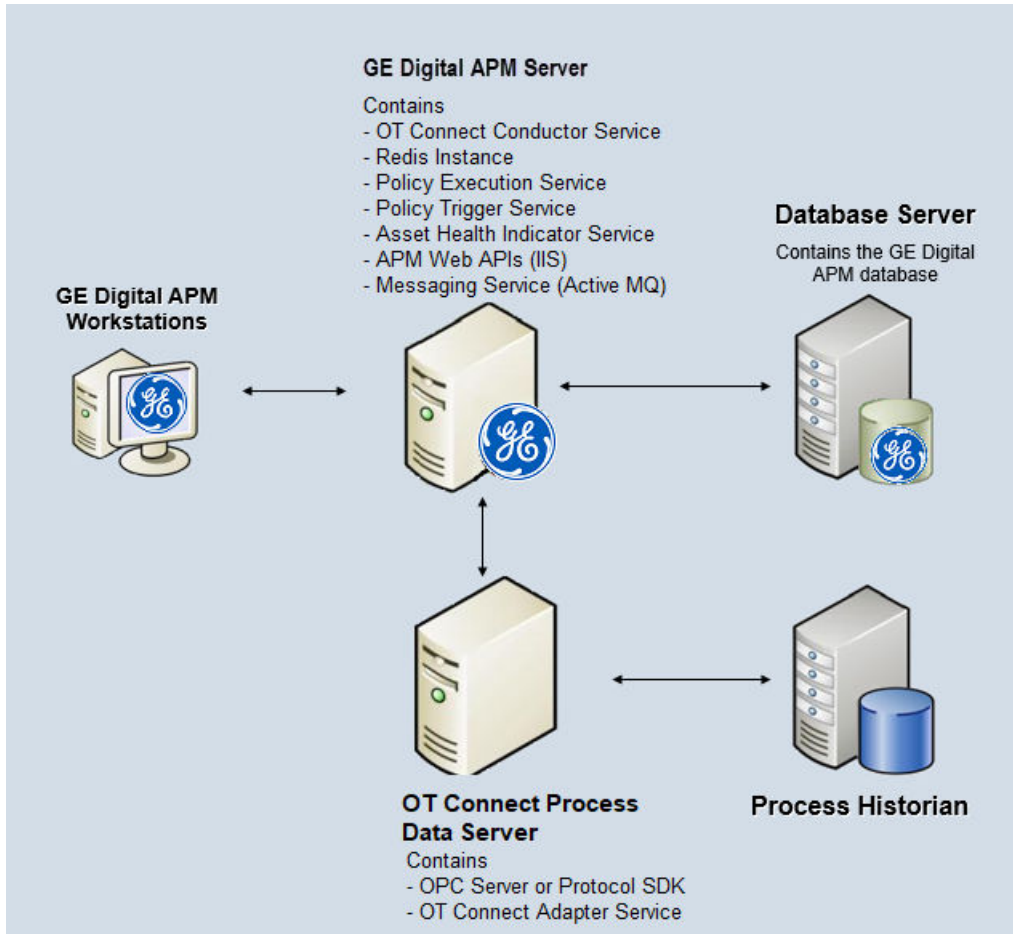 GE Digital APM Server
Contains
- OT Connect Conductor Service
- Redis Instance
- Policy Execution Service
- Policy Trigger Service
- Asset Health Indicator Service
- APM Web APIs (IIS)
- Messaging Service (Active MQ)
Database Server
Contains the GE Digital
APM database
GE Digital APM
Workstations
GE
GE
GE
OT Connect Process
Data Server
Contains
- OPC Server or Protocol SDK
- OT Connect Adapter Service
Process Historian